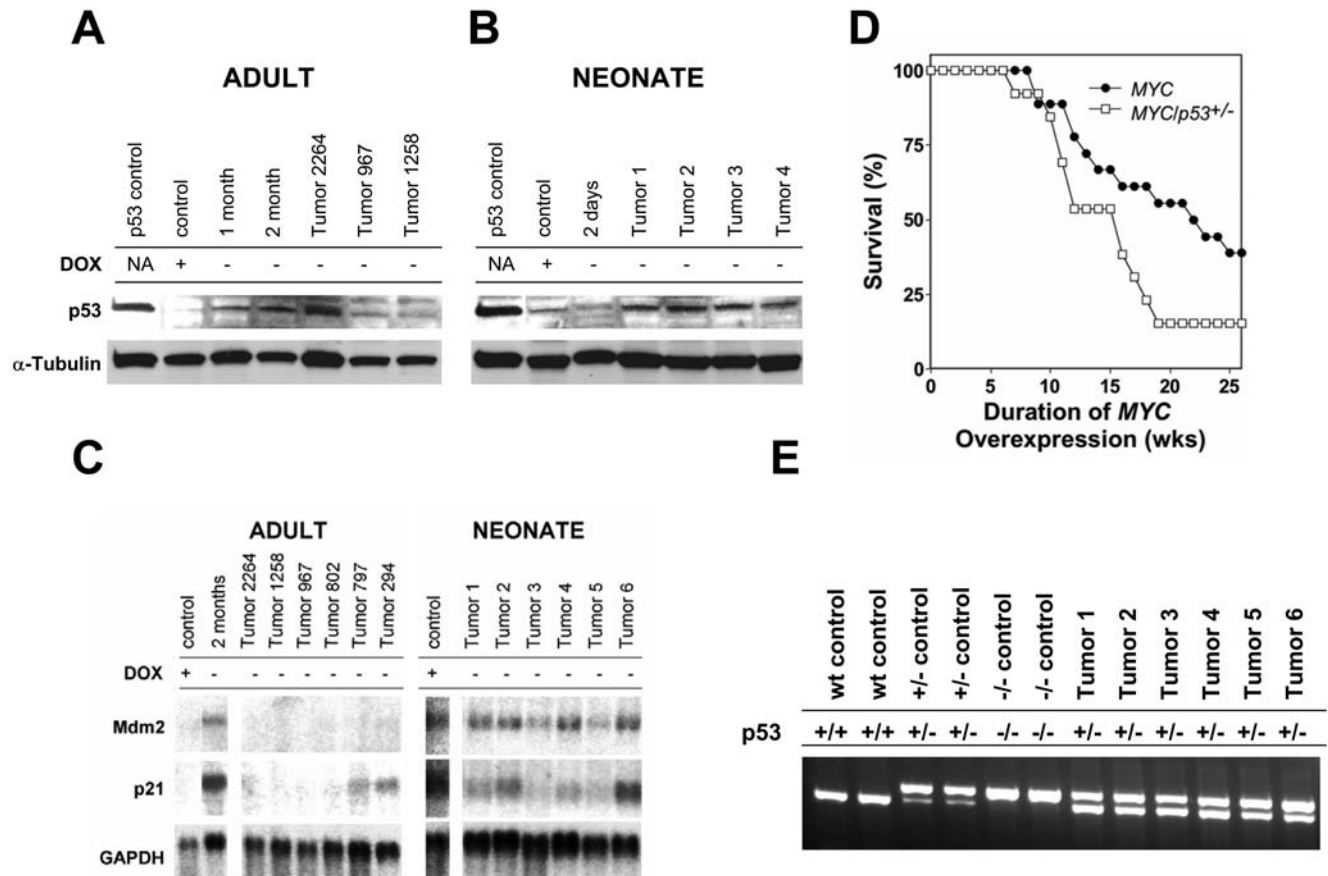 A
ADULT
p53 control
control
1 month
2 month
Tumor 2264
Tumor 967
Tumor 1258
DOX NA + - - - - -
p53
α-Tubulin
B
NEONATE
p53 control
control
2 days
Tumor 1
Tumor 2
Tumor 3
Tumor 4
NA + - - - - -
D
MYC
MYC/p53+/-
Survival (%)
100
75
50
25
0
0 5 10 15 20 25
Duration of MYC
Overexpression (wks)
C
ADULT
control
2 months
Tumor 2264
Tumor 1258
Tumor 967
Tumor 802
Tumor 797
Tumor 294
DOX + - - - - - - -
NEONATE
control
Tumor 1
Tumor 2
Tumor 3
Tumor 4
Tumor 5
Tumor 6
+ - - - - - -
Mdm2
p21
GAPDH
E
wt control
wt control
+/- control
+/- control
-/- control
-/- control
Tumor 1
Tumor 2
Tumor 3
Tumor 4
Tumor 5
Tumor 6
p53 +/+ +/+ +/- +/- -/- -/- +/- +/- +/- +/- +/- +/-